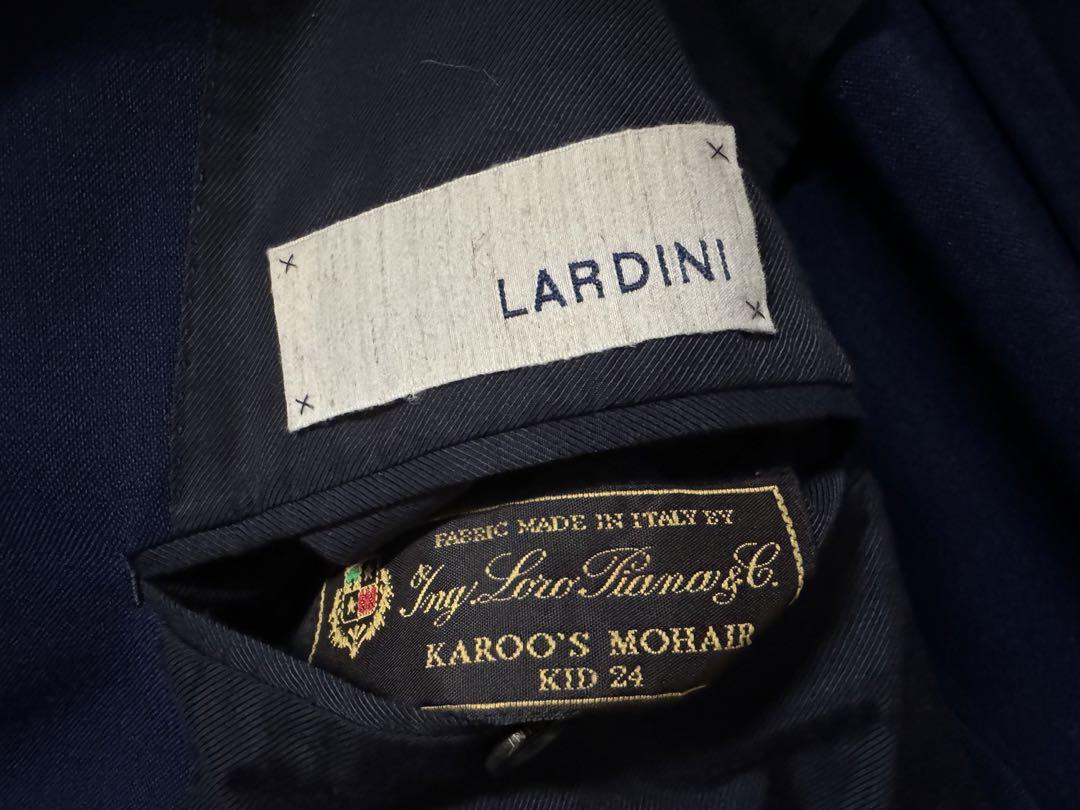 LARDINI
FABRIC MADE IN ITALY BY
Ing. Loro Piana & C.
KAROO'S MOHAIR
KID 24